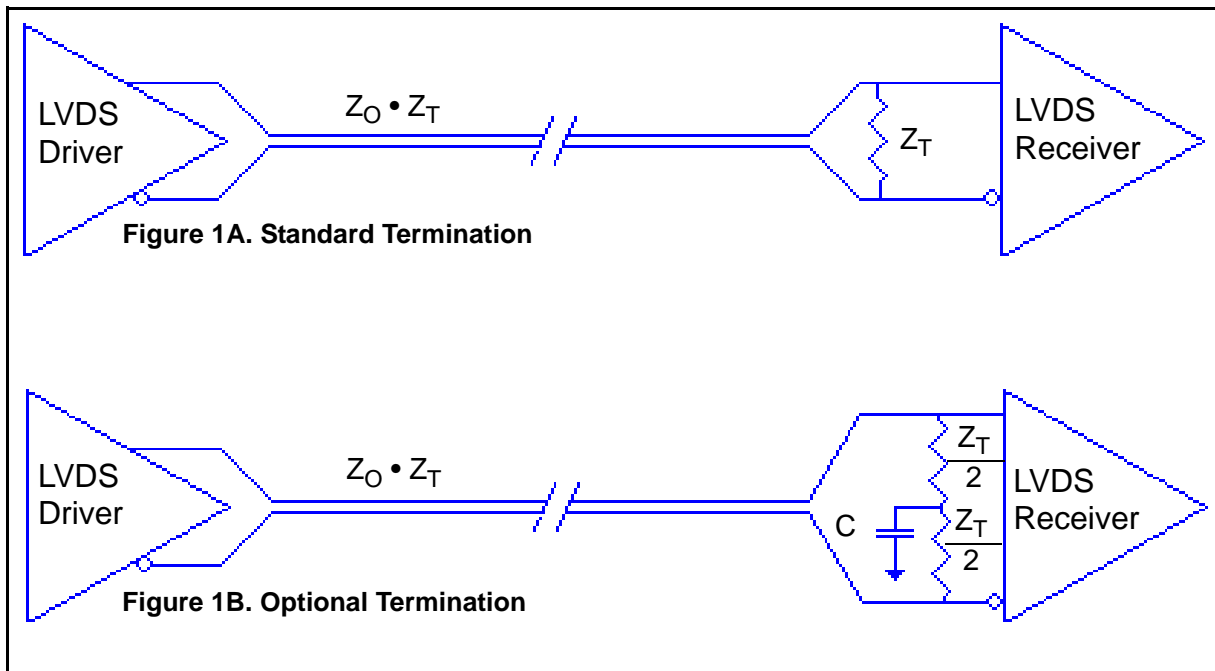 LVDS
Driver
Z_O • Z_T
Z_T
LVDS
Receiver
Figure 1A. Standard Termination
LVDS
Driver
Z_O • Z_T
C
Z_T
2
Z_T
2
LVDS
Receiver
Figure 1B. Optional Termination